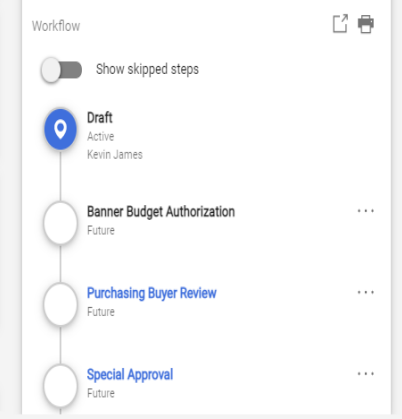 Workflow
Show skipped steps
Draft
Active
Kevin James
Banner Budget Authorization
...
Future
Purchasing Buyer Review
...
Future
Special Approval
...
Future